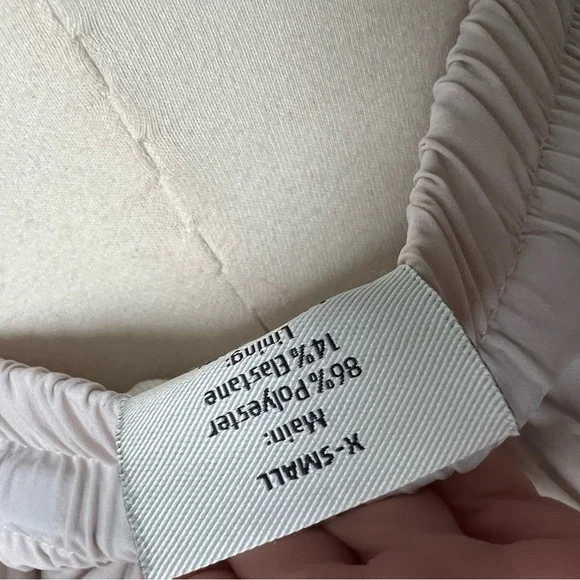 X-SMALL
Main:
86% Polyester
14% Elastane
Lining: